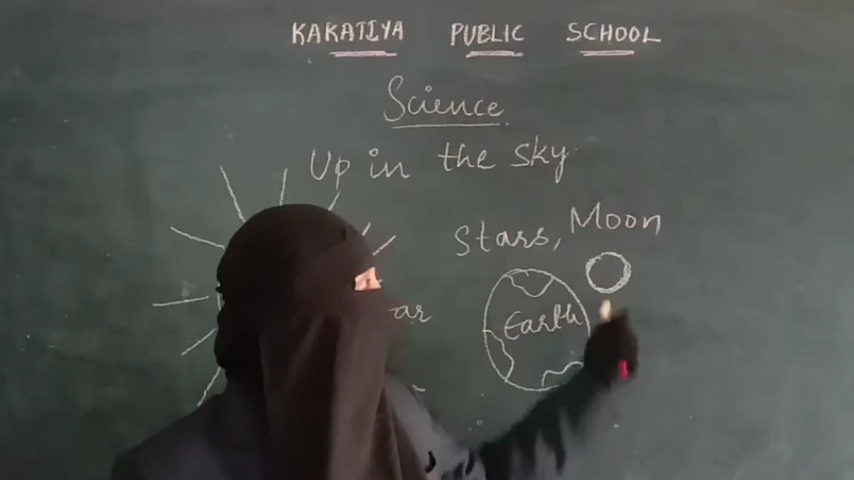 KAKATIYA PUBLIC SCHOOL
Science
Up in the sky
Stars, Moon
Earth